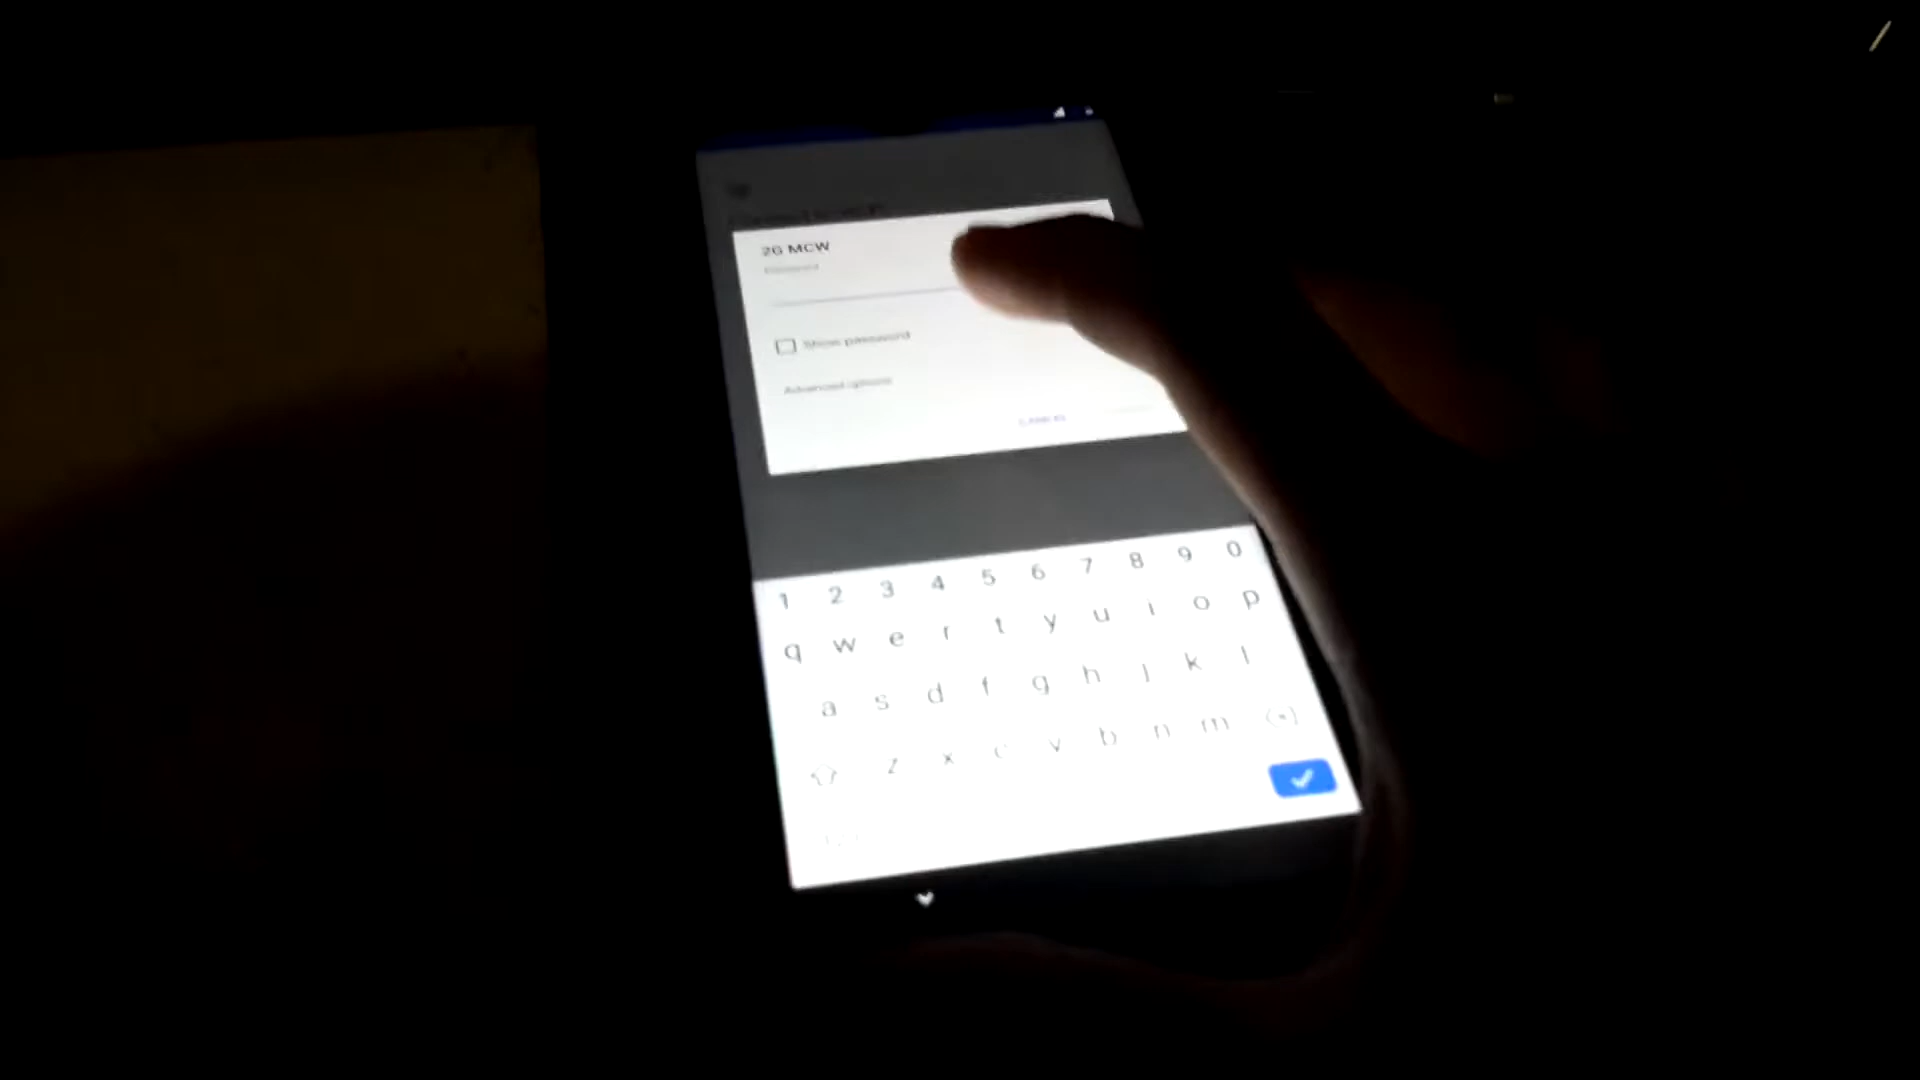 2G MCW
Password
Show password
Advanced options
CANCEL
1 2 3 4 5 6 7 8 9 0
q w e r t y u i o p
a s d f g h j k l
z x c v b n m